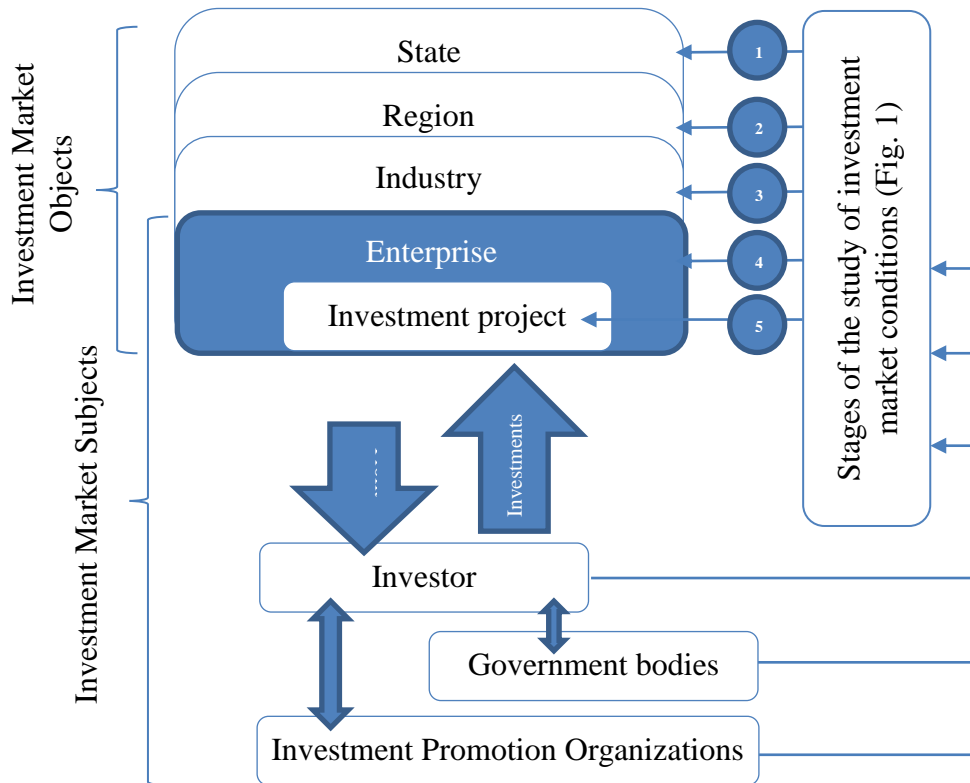 Investment Market
Objects
State
Region
Industry
Enterprise
Investment project
1
2
3
4
5
Stages of the study of investment
market conditions (Fig. 1)
Investment Market Subjects
Investments
Investor
Government bodies
Investment Promotion Organizations